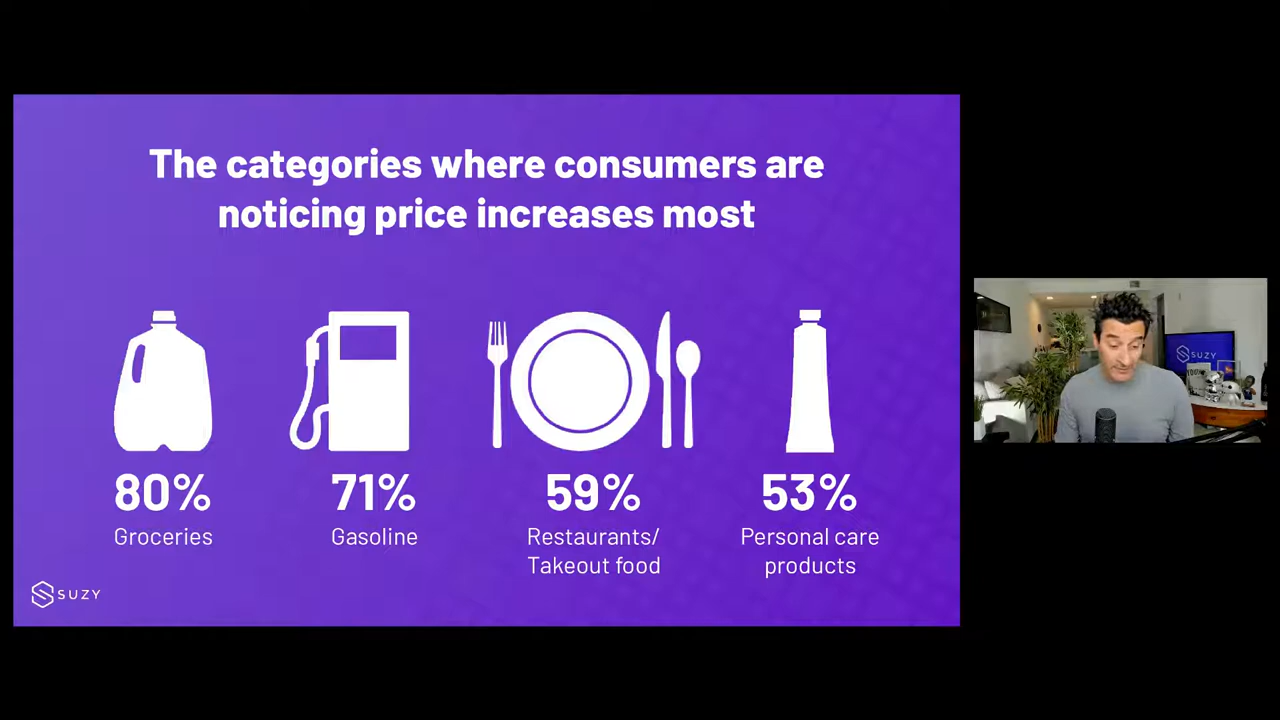 The categories where consumers are
noticing price increases most
80%
Groceries
71%
Gasoline
59%
Restaurants/
Takeout food
53%
Personal care
products
SUZY
SUZY